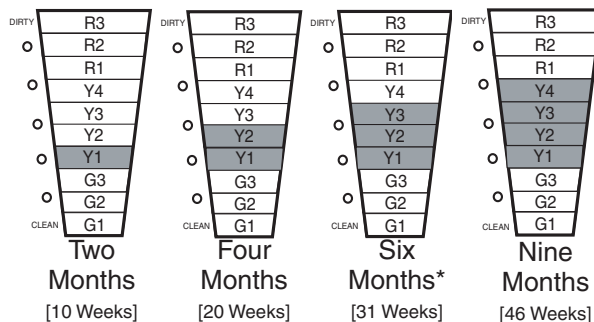 DIRTY R3
R2
R1
Y4
Y3
Y2
Y1
G3
G2
CLEAN G1
Two
Months
[10 Weeks]
DIRTY R3
R2
R1
Y4
Y3
Y2
Y1
G3
G2
CLEAN G1
Four
Months
[20 Weeks]
DIRTY R3
R2
R1
Y4
Y3
Y2
Y1
G3
G2
CLEAN G1
Six
Months*
[31 Weeks]
DIRTY R3
R2
R1
Y4
Y3
Y2
Y1
G3
G2
CLEAN G1
Nine
Months
[46 Weeks]